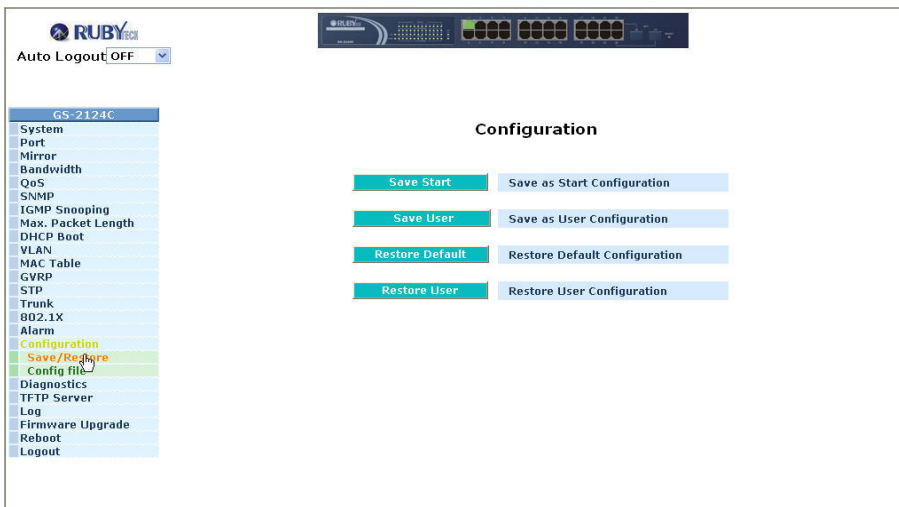 RUBYTECH
Auto Logout OFF
GS-2124C
System
Port
Mirror
Bandwidth
QoS
SNMP
IGMP Snooping
Max. Packet Length
DHCP Boot
VLAN
MAC Table
GVRP
STP
Trunk
802.1X
Alarm
Configuration
Save/Restore
Config file
Diagnostics
TFTP Server
Log
Firmware Upgrade
Reboot
Logout
Configuration
Save Start Save as Start Configuration
Save User Save as User Configuration
Restore Default Restore Default Configuration
Restore User Restore User Configuration